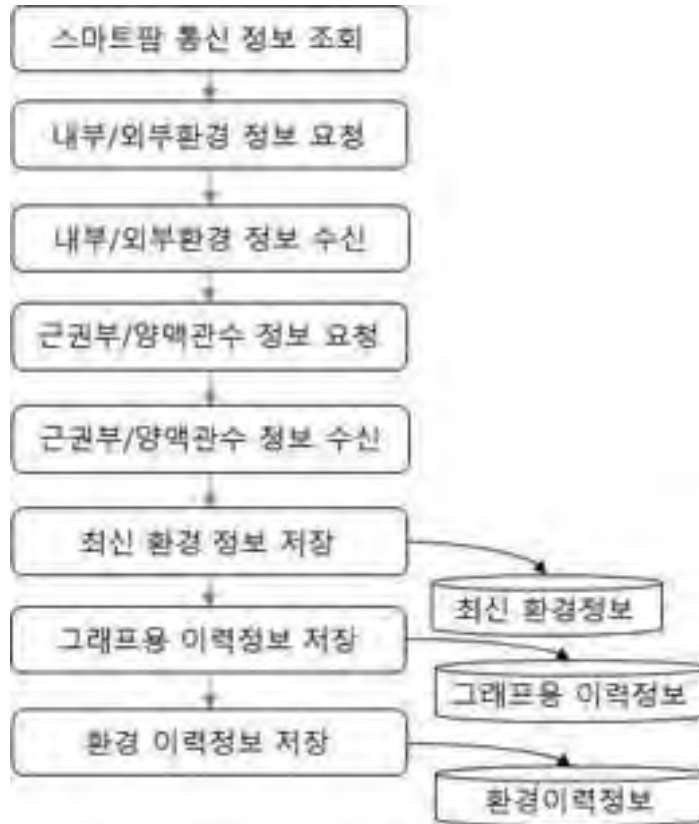 스마트팜 통신 정보 조회
내부/외부환경 정보 요청
내부/외부환경 정보 수신
근권부/양액관수 정보 요청
근권부/양액관수 정보 수신
최신 환경 정보 저장
최신 환경정보
그래프용 이력정보 저장
그래프용 이력정보
환경 이력정보 저장
환경이력정보